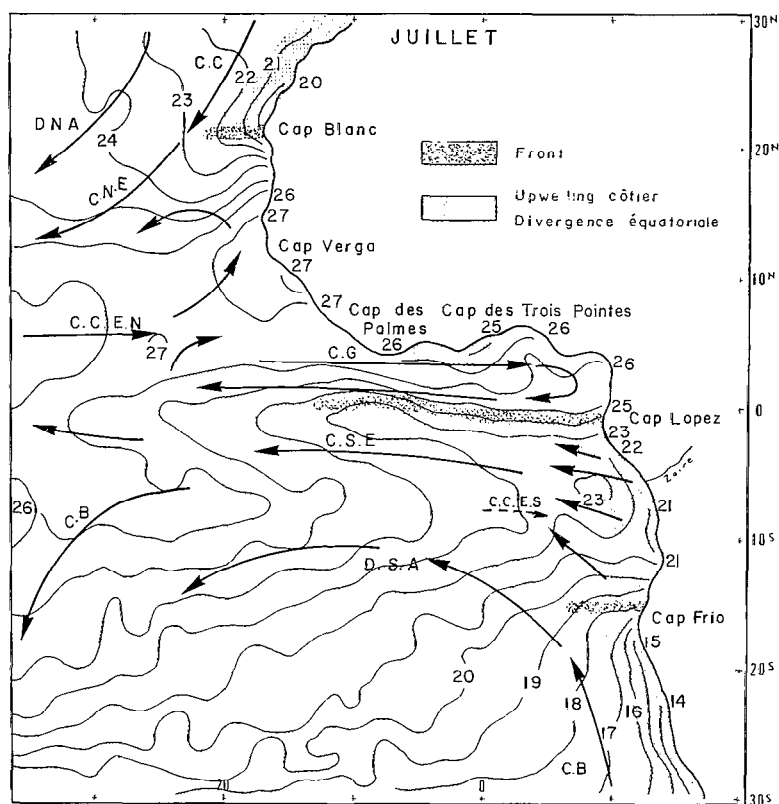 JUILLET
30N
C.C
21
22
20
23
DNA
24
Cap Blanc
Front
20N
Upwelling côtier
Divergence équatoriale
C.N.E
26
27
Cap Verga
27
10N
27
Cap des Palmes
Cap des Trois Pointes
25
26
26
C.C.E.N
27
C.G
26
25
0
Cap Lopez
23
22
C.S.E
Zaïre
26
C.B
C.C.E.S
23
21
10S
D.S.A
21
Cap Frio
15
20
19
18
17
16
14
20S
C.B
20
0
30S